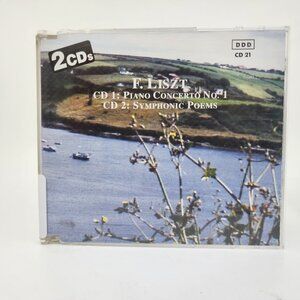 2CDs
DDD
CD 21
F. LISZT
CD 1: PIANO CONCERTO NO. 1
CD 2: SYMPHONIC POEMS